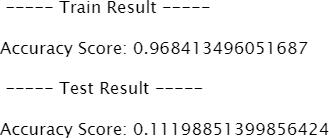 ----- Train Result -----
Accuracy Score: 0.968413496051687
----- Test Result -----
Accuracy Score: 0.11198851399856424